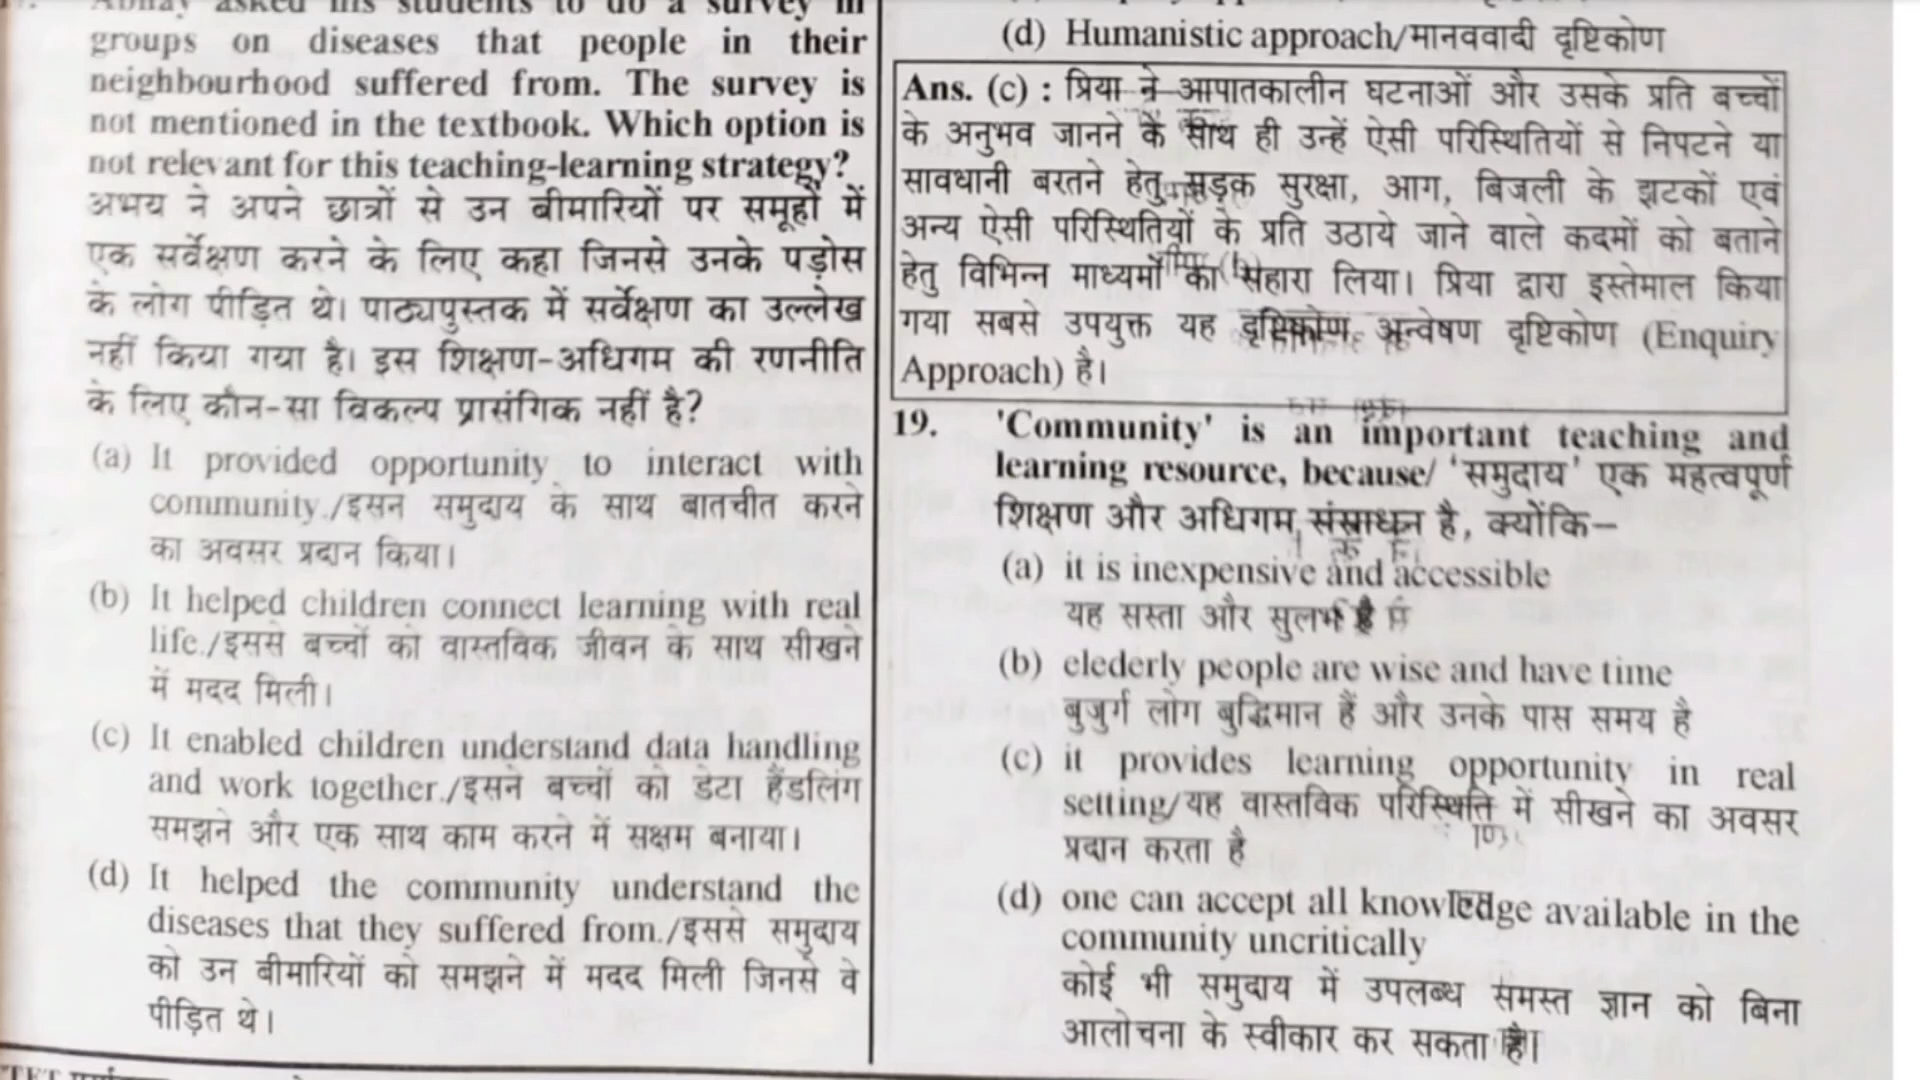 Abhay asked his students to do a survey in
groups on diseases that people in their
neighbourhood suffered from. The survey is
not mentioned in the textbook. Which option is
not relevant for this teaching-learning strategy?
अभय ने अपने छात्रों से उन बीमारियों पर समूहों में
एक सर्वेक्षण करने के लिए कहा जिनसे उनके पड़ोस
के लोग पीड़ित थे। पाठ्यपुस्तक में सर्वेक्षण का उल्लेख
नहीं किया गया है। इस शिक्षण-अधिगम की रणनीति
के लिए कौन-सा विकल्प प्रासंगिक नहीं है?
(a) It provided opportunity to interact with
community./इसन समुदाय के साथ बातचीत करने
का अवसर प्रदान किया।
(b) It helped children connect learning with real
life./इससे बच्चों को वास्तविक जीवन के साथ सीखने
में मदद मिली।
(c) It enabled children understand data handling
and work together./इसने बच्चों को डेटा हैंडलिंग
समझने और एक साथ काम करने में सक्षम बनाया।
(d) It helped the community understand the
diseases that they suffered from./इससे समुदाय
को उन बीमारियों को समझने में मदद मिली जिनसे वे
पीड़ित थे।
(d) Humanistic approach/मानववादी दृष्टिकोण
Ans. (c) : प्रिया ने आपातकालीन घटनाओं और उसके प्रति बच्चों
के अनुभव जानने के साथ ही उन्हें ऐसी परिस्थितियों से निपटने या
सावधानी बरतने हेतु सड़क सुरक्षा, आग, बिजली के झटकों एवं
अन्य ऐसी परिस्थितियों के प्रति उठाये जाने वाले कदमों को बताने
हेतु विभिन्न माध्यमों का सहारा लिया। प्रिया द्वारा इस्तेमाल किया
गया सबसे उपयुक्त यह दृष्टिकोण अन्वेषण दृष्टिकोण (Enquiry
Approach) है।
19. 'Community' is an important teaching and
learning resource, because/ 'समुदाय' एक महत्वपूर्ण
शिक्षण और अधिगम संसाधन है, क्योंकि–
(a) it is inexpensive and accessible
यह सस्ता और सुलभ है
(b) elederly people are wise and have time
बुजुर्ग लोग बुद्धिमान हैं और उनके पास समय है
(c) it provides learning opportunity in real
setting/यह वास्तविक परिस्थिति में सीखने का अवसर
प्रदान करता है
(d) one can accept all knowledge available in the
community uncritically
कोई भी समुदाय में उपलब्ध समस्त ज्ञान को बिना
आलोचना के स्वीकार कर सकता है।